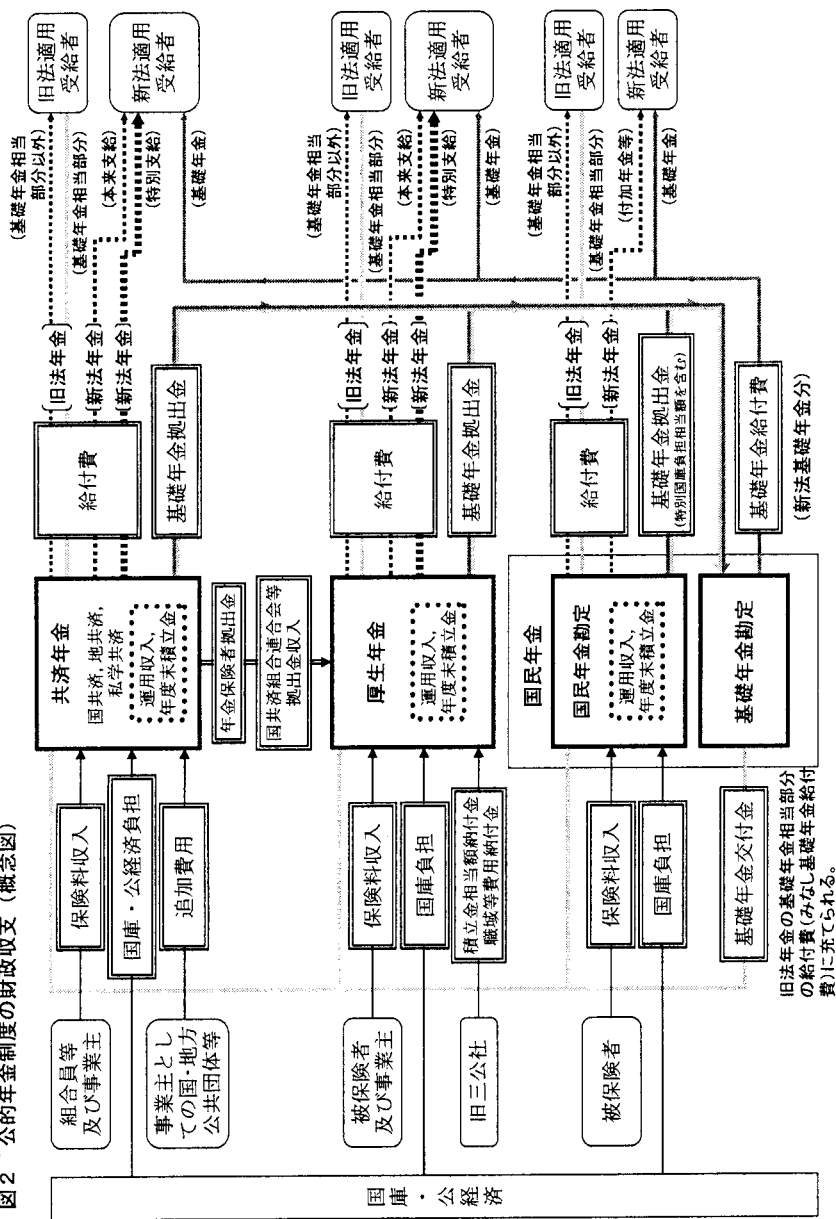 図2 公的年金制度の財政収支(概念図)
国庫・公経済
組合員等
及び事業主
事業主とし
ての国・地方
公共団体等
保険料収入
国庫・公経済負担
追加費用
共済年金
国共済,地共済,
私学共済
運用収入,
年度末積立金
給付費
基礎年金拠出金
(旧法年金)
(新法年金)
(新法年金)
(基礎年金相当
部分以外)
(基礎年金相当部分)
(本来支給)
(特別支給)
(基礎年金)
旧法適用
受給者
新法適用
受給者
年金保険者拠出金
国共済組合連合会等
拠出金収入
被保険者
及び事業主
旧三公社
保険料収入
国庫負担
積立金相当額納付金
職域等費用納付金
厚生年金
運用収入,
年度末積立金
給付費
基礎年金拠出金
(旧法年金)
(新法年金)
(新法年金)
(基礎年金相当
部分以外)
(基礎年金相当部分)
(本来支給)
(特別支給)
(基礎年金)
旧法適用
受給者
新法適用
受給者
被保険者
保険料収入
国庫負担
国民年金
国民年金勘定
運用収入,
年度末積立金
給付費
基礎年金拠出金
(特別国庫負担相当額を含む)
(旧法年金)
(新法年金)
(基礎年金相当
部分以外)
(基礎年金相当部分)
(付加年金等)
(基礎年金)
旧法適用
受給者
新法適用
受給者
基礎年金交付金
基礎年金勘定
基礎年金給付費
(新法基礎年金分)
旧法年金の基礎年金相当部分
の給付費(みなし基礎年金給付
費)に充てられる。